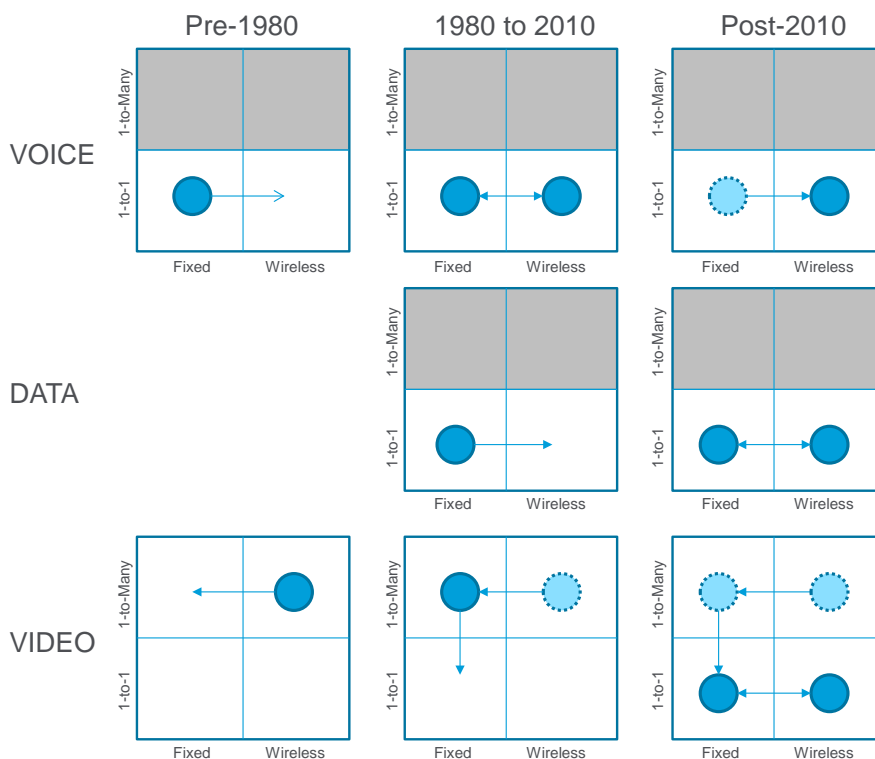 Pre-1980 1980 to 2010 Post-2010
VOICE
1-to-Many 1-to-Many 1-to-Many
1-to-1 1-to-1 1-to-1
Fixed Wireless Fixed Wireless Fixed Wireless
DATA
1-to-Many 1-to-Many
1-to-1 1-to-1
Fixed Wireless Fixed Wireless
VIDEO
1-to-Many 1-to-Many 1-to-Many
1-to-1 1-to-1 1-to-1
Fixed Wireless Fixed Wireless Fixed Wireless